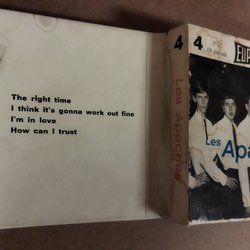 The right time
I think it's gonna work out fine
I'm in love
How can I trust
4
Les Apaches
4
EUP
Les
Apa